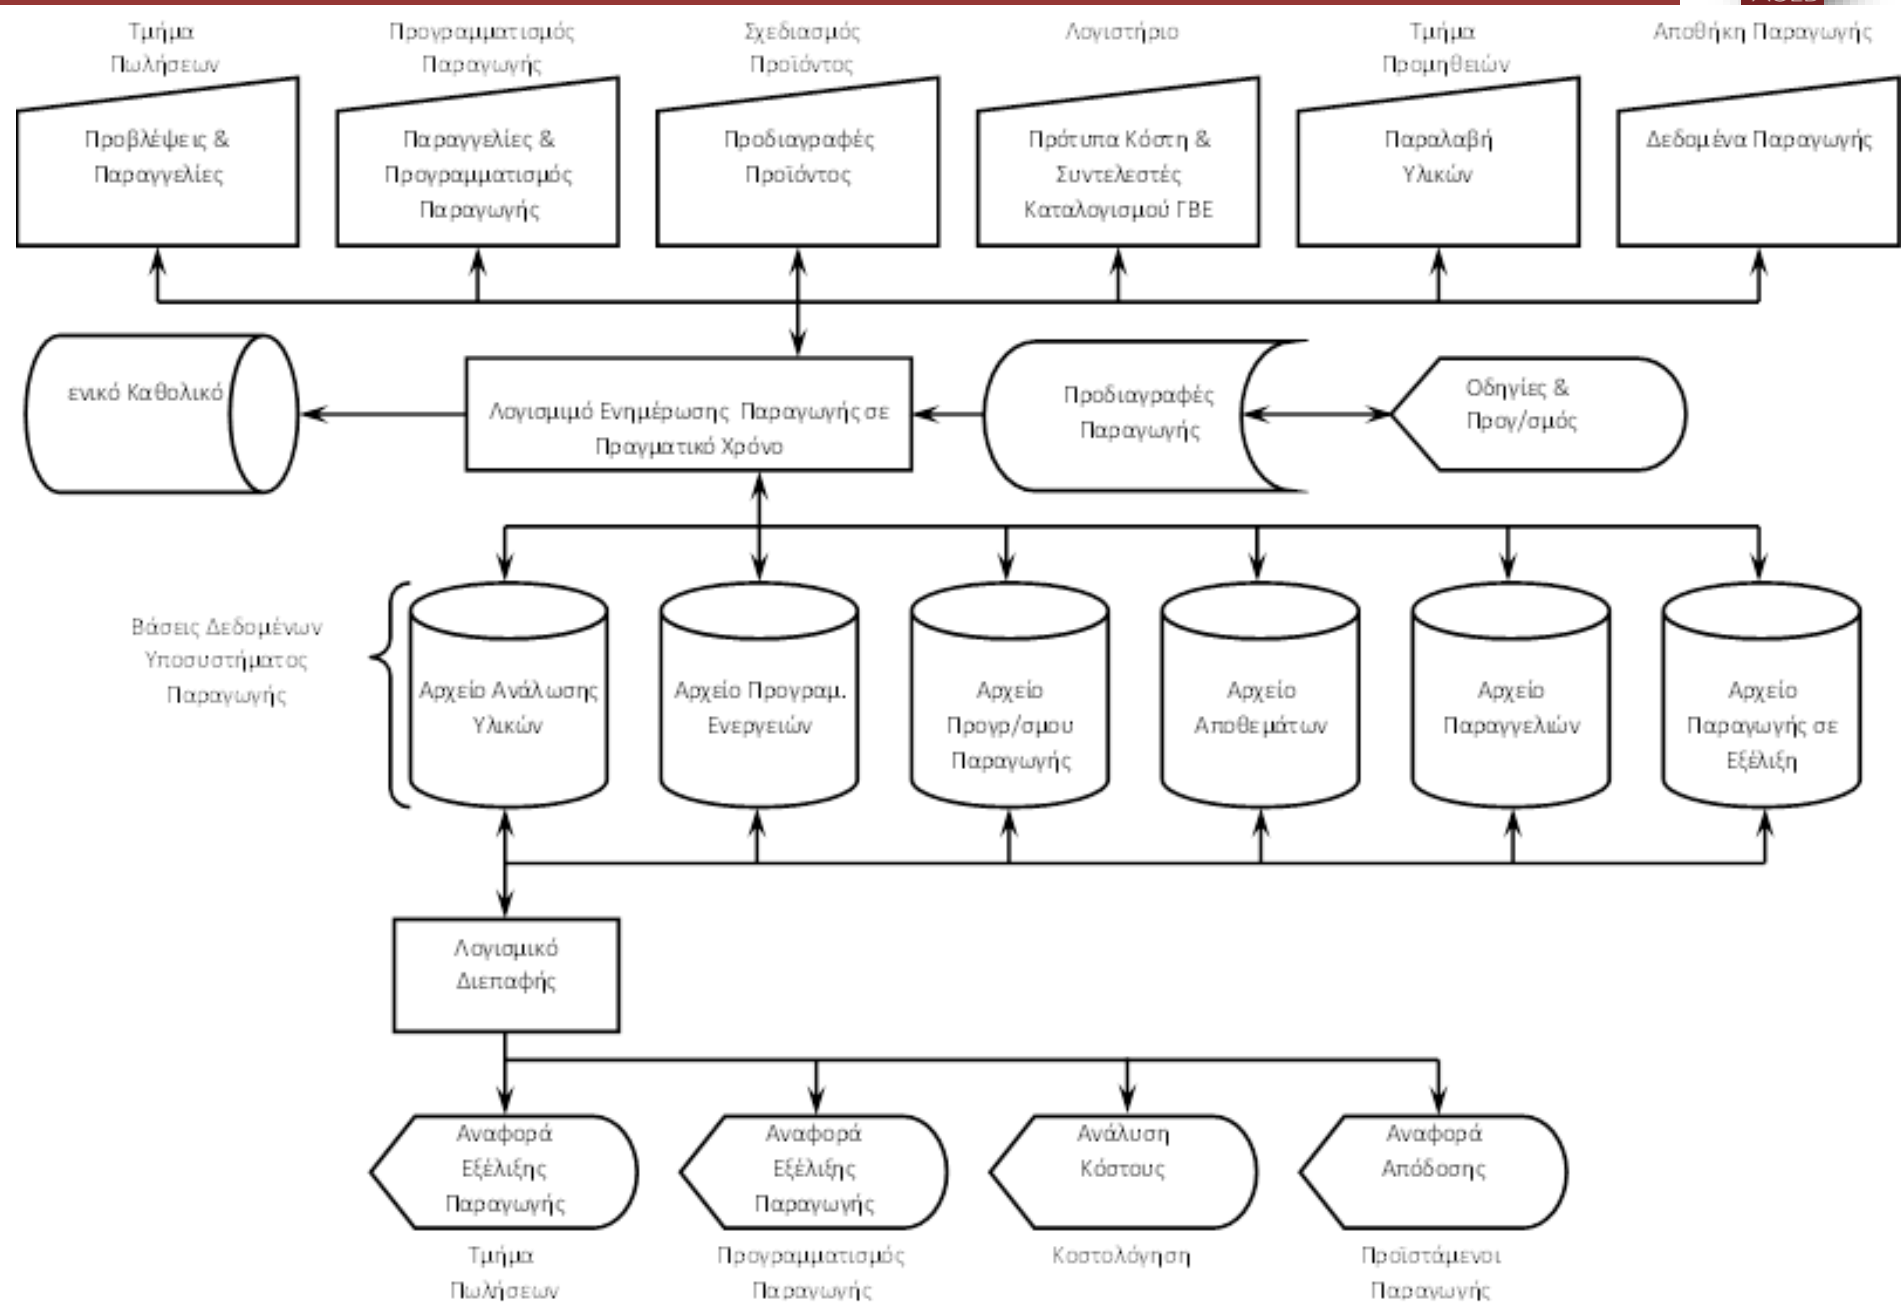 Τμήμα
Πωλήσεων
Προγραμματισμός
Παραγωγής
Σχεδιασμός
Προϊόντος
Λογιστήριο
Τμήμα
Προμηθειών
Αποθήκη Παραγωγής
Προβλέψεις &
Παραγγελίες
Παραγγελίες &
Προγραμματισμός
Παραγωγής
Προδιαγραφές
Προϊόντος
Πρότυπα Κόστη &
Συντελεστές
Καταλογισμού ΓΒΕ
Παραλαβή
Υλικών
Δεδομένα Παραγωγής
ενικό Καθολικό
Λογισμιμό Ενημέρωσης Παραγωγής σε
Πραγματικό Χρόνο
Προδιαγραφές
Παραγωγής
Οδηγίες &
Προγ/σμός
Βάσεις Δεδομένων
Υποσυστήματος
Παραγωγής
Αρχείο Ανάλωσης
Υλικών
Αρχείο Προγραμ.
Ενεργειών
Αρχείο
Προγρ/σμου
Παραγωγής
Αρχείο
Αποθεμάτων
Αρχείο
Παραγγελιών
Αρχείο
Παραγωγής σε
Εξέλιξη
Λογισμικό
Διεπαφής
Αναφορά
Εξέλιξης
Παραγωγής
Αναφορά
Εξέλιξης
Παραγωγής
Ανάλυση
Κόστους
Αναφορά
Απόδοσης
Τμήμα
Πωλήσεων
Προγραμματισμός
Παραγωγής
Κοστολόγηση
Προϊστάμενοι
Παραγωγής